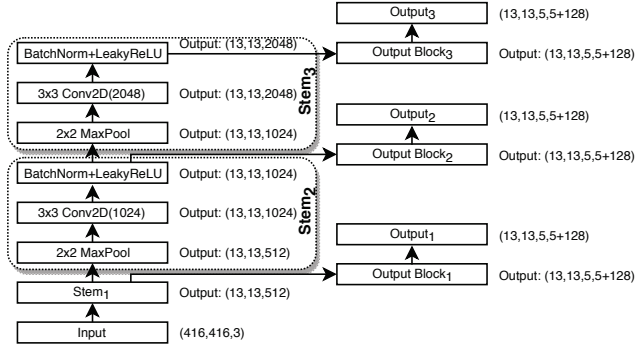 Output3 (13,13,5,5+128)
BatchNorm+LeakyReLU Output: (13,13,2048) Output Block3 Output: (13,13,5,5+128)
3x3 Conv2D(2048) Output: (13,13,2048)
Stem3
2x2 MaxPool Output: (13,13,1024)
Output2 (13,13,5,5+128)
BatchNorm+LeakyReLU Output: (13,13,1024) Output Block2 Output: (13,13,5,5+128)
3x3 Conv2D(1024) Output: (13,13,1024)
Stem2
2x2 MaxPool Output: (13,13,512)
Output1 (13,13,5,5+128)
Output Block1 Output: (13,13,5,5+128)
Stem1 Output: (13,13,512)
Input (416,416,3)